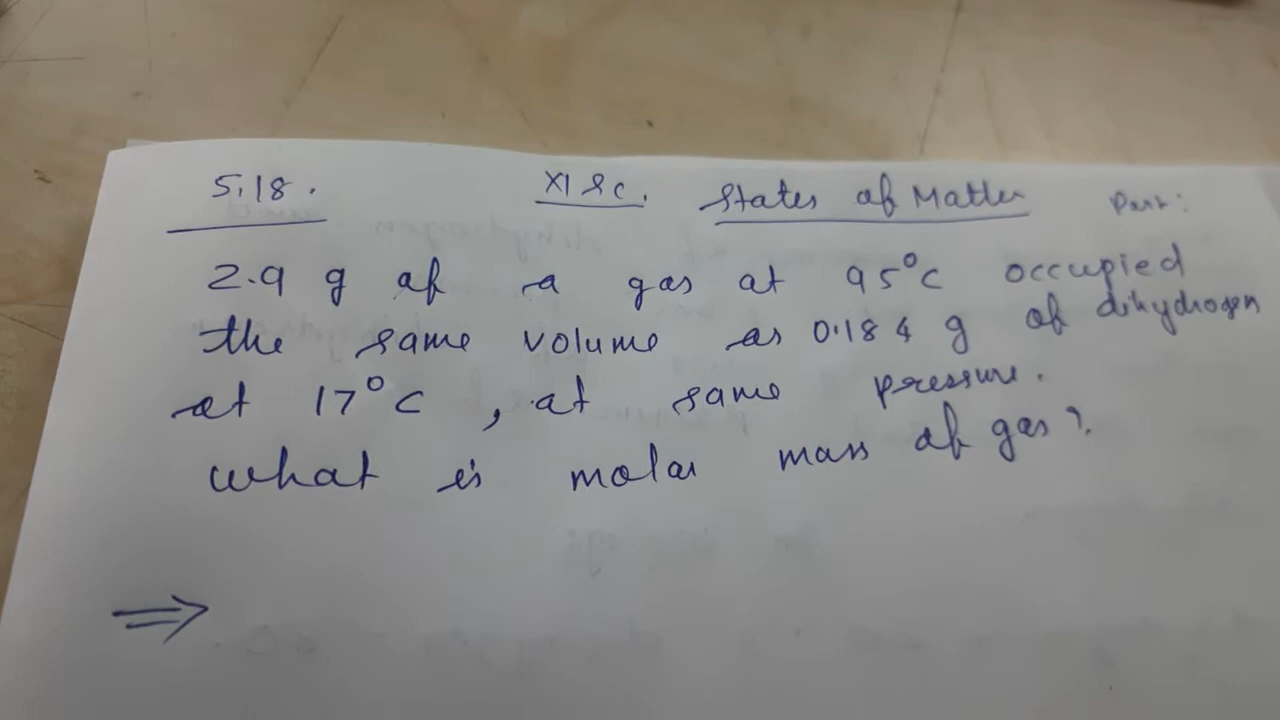 5.18. XI Sc. States of Matter Part:
2.9 g of a gas at 95°C occupied
the same volume as 0.184 g of dihydrogen
at 17°C, at same pressure.
what is molar mass of gas?
⇒